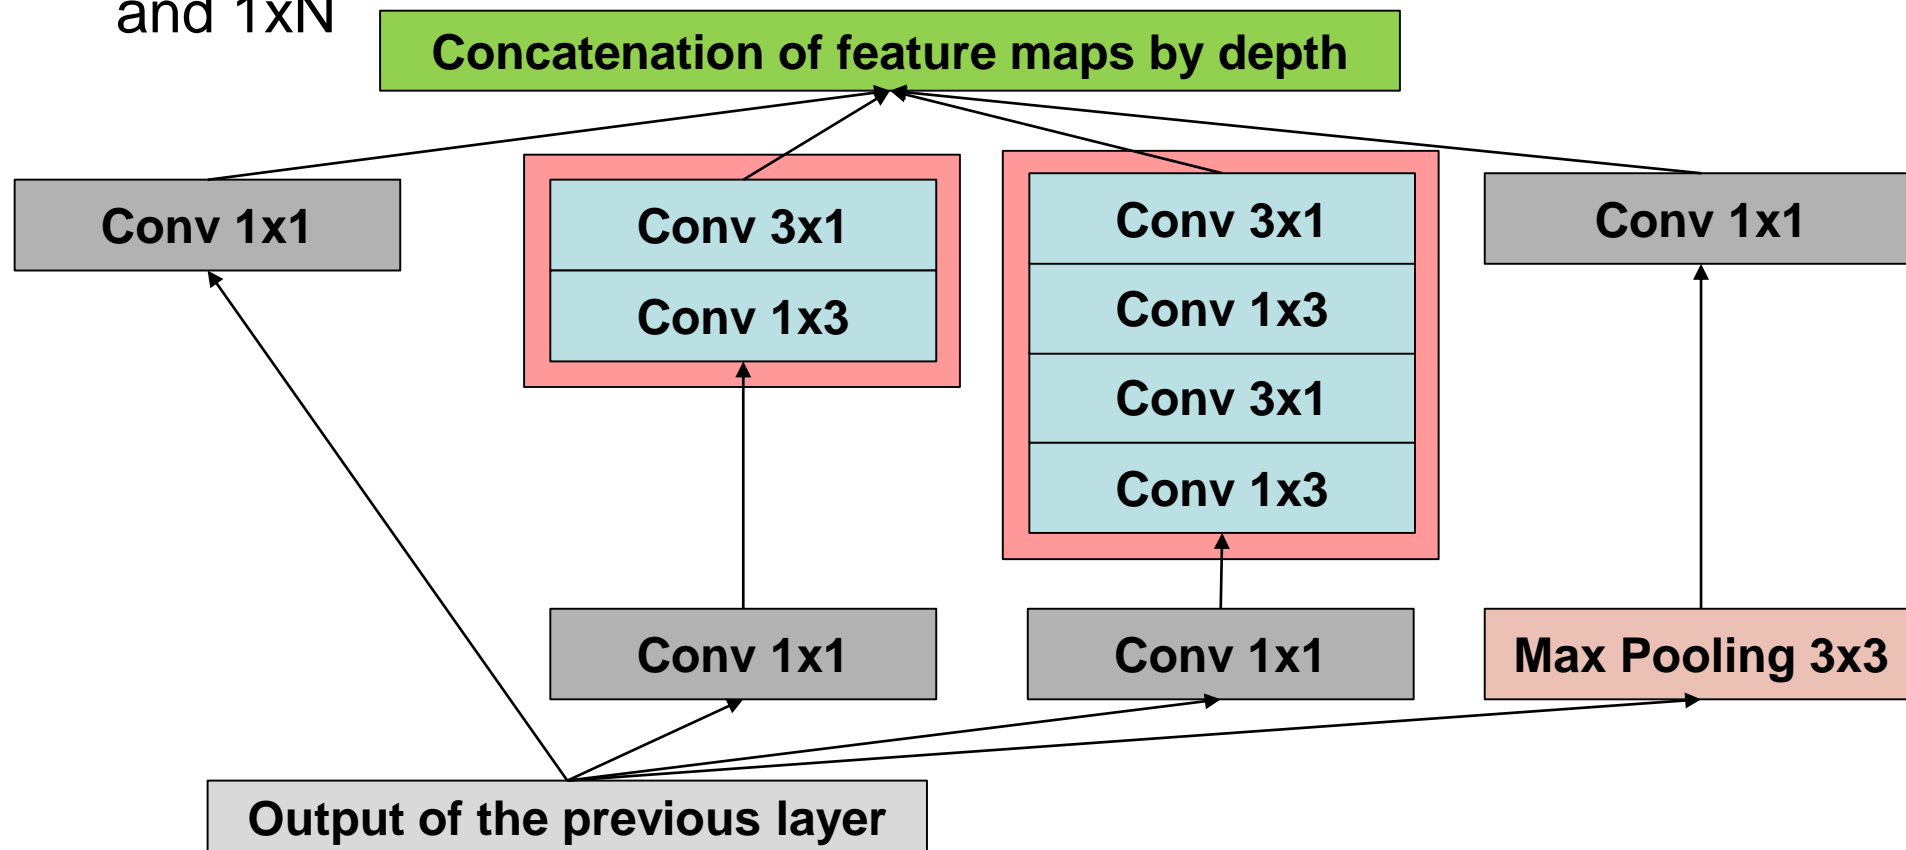 and 1xN
Concatenation of feature maps by depth
Conv 1x1
Conv 3x1
Conv 1x3
Conv 3x1
Conv 1x3
Conv 3x1
Conv 1x3
Conv 1x1
Conv 1x1
Conv 1x1
Max Pooling 3x3
Output of the previous layer